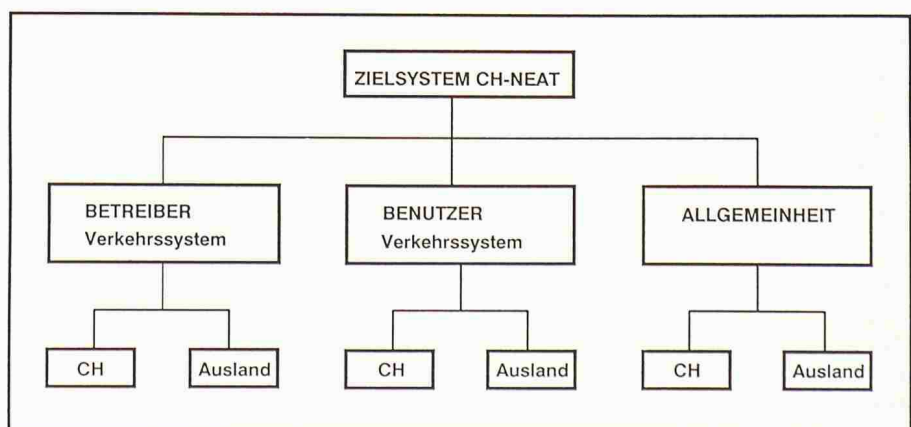 ZIELSYSTEM CH-NEAT
BETREIBER
Verkehrssystem
BENUTZER
Verkehrssystem
ALLGEMEINHEIT
CH
Ausland
CH
Ausland
CH
Ausland